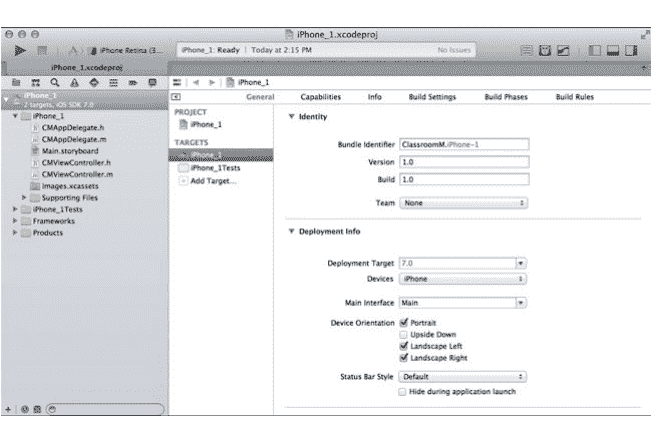 iPhone_1.xcodeproj
iPhone Retina (3...
iPhone_1: Ready | Today at 2:15 PM
No Issues
iPhone_1.xcodeproj
iPhone_1
iPhone_1
2 targets, iOS SDK 7.0
iPhone_1
CMAppDelegate.h
CMAppDelegate.m
Main.storyboard
CMViewController.h
CMViewController.m
Images.xcassets
Supporting Files
iPhone_1Tests
Frameworks
Products
General Capabilities Info Build Settings Build Phases Build Rules
PROJECT
iPhone_1
TARGETS
iPhone_1
iPhone_1Tests
Add Target...
Identity
Bundle Identifier ClassroomM.iPhone-1
Version 1.0
Build 1.0
Team None
Deployment Info
Deployment Target 7.0
Devices iPhone
Main Interface Main
Device Orientation Portrait
Upside Down
Landscape Left
Landscape Right
Status Bar Style Default
Hide during application launch